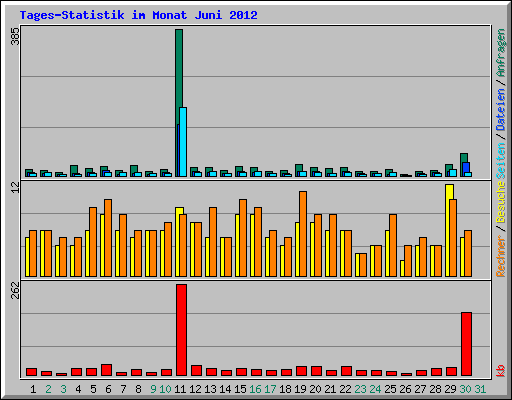 Tages-Statistik im Monat Juni 2012
385
12
262
Seiten / Dateien / Anfragen
Rechner / Besuche
kb
1 2 3 4 5 6 7 8 9 10 11 12 13 14 15 16 17 18 19 20 21 22 23 24 25 26 27 28 29 30 31